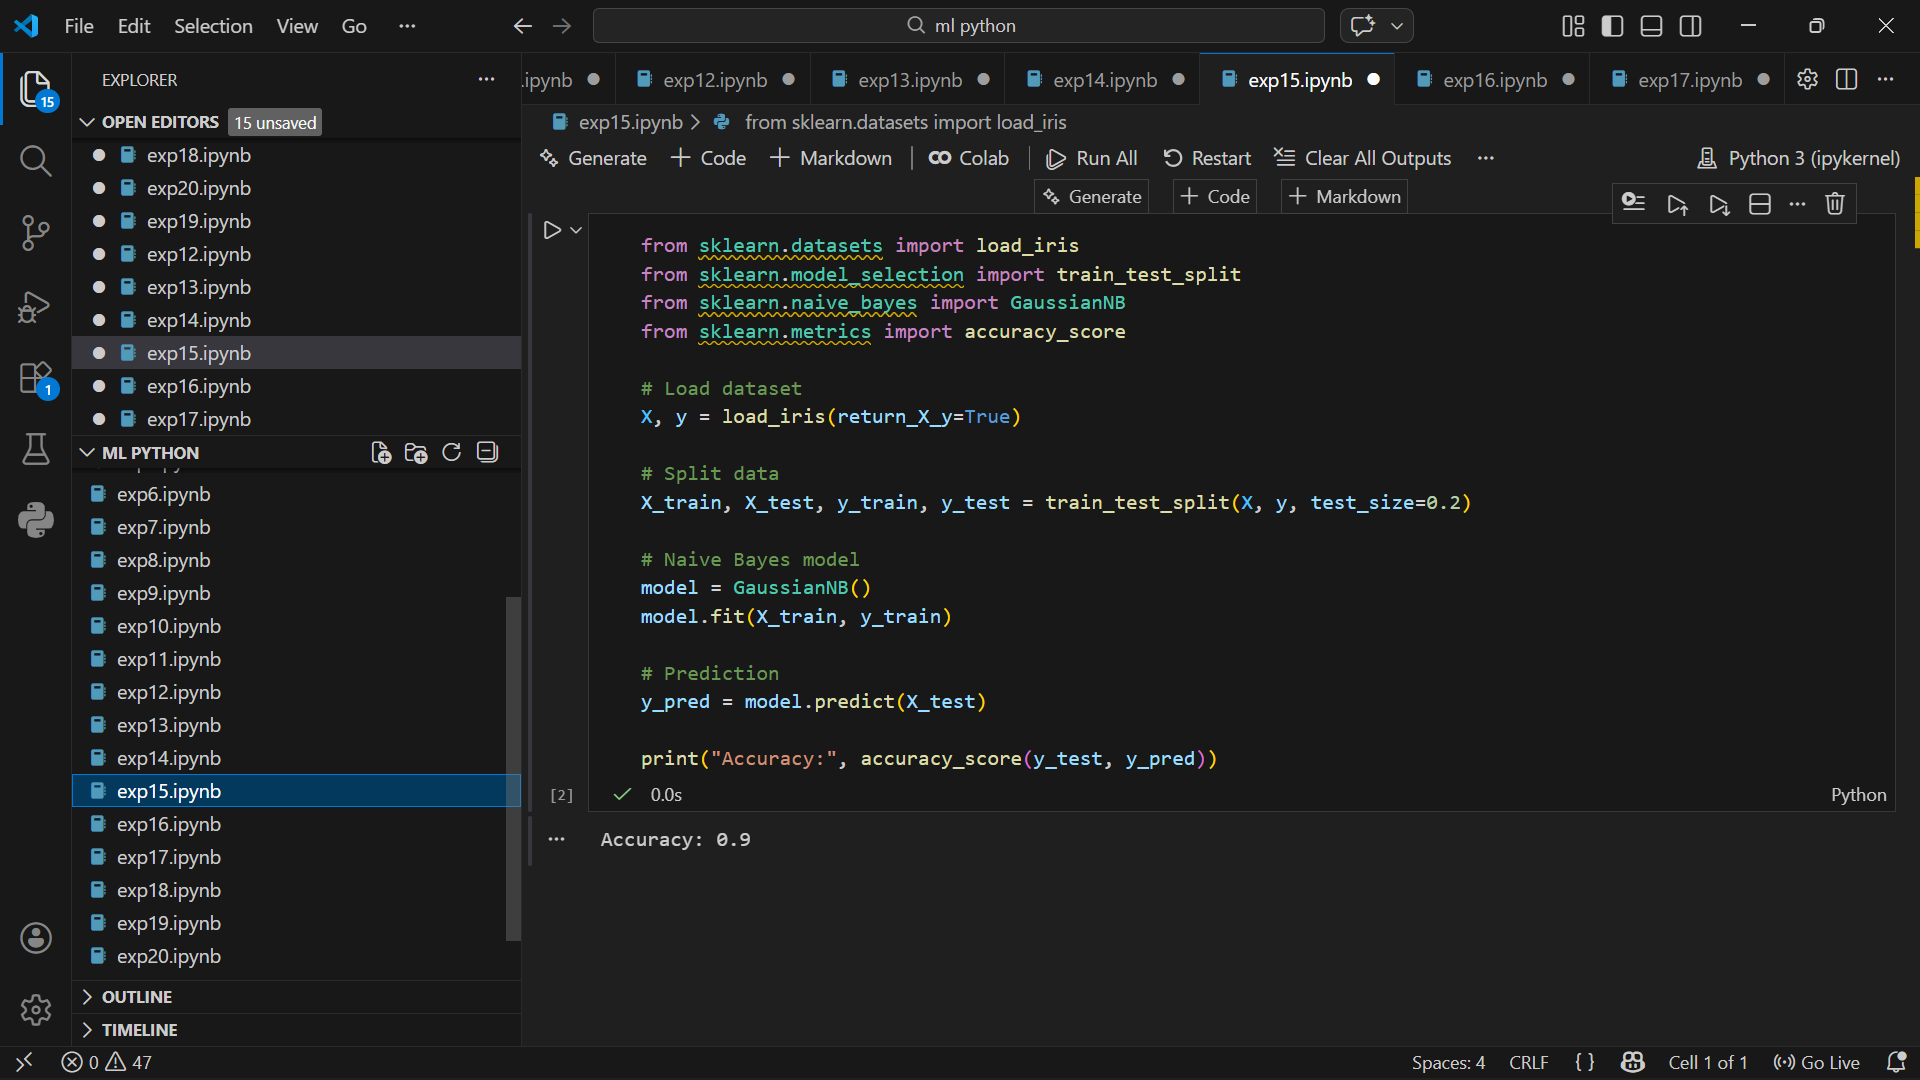 File Edit Selection View Go ml python
EXPLORER
OPEN EDITORS 15 unsaved
exp18.ipynb
exp20.ipynb
exp19.ipynb
exp12.ipynb
exp13.ipynb
exp14.ipynb
exp15.ipynb
exp16.ipynb
exp17.ipynb
ML PYTHON
exp6.ipynb
exp7.ipynb
exp8.ipynb
exp9.ipynb
exp10.ipynb
exp11.ipynb
exp12.ipynb
exp13.ipynb
exp14.ipynb
exp15.ipynb
exp16.ipynb
exp17.ipynb
exp18.ipynb
exp19.ipynb
exp20.ipynb
OUTLINE
TIMELINE
15
1
.ipynb exp12.ipynb exp13.ipynb exp14.ipynb exp15.ipynb exp16.ipynb exp17.ipynb
exp15.ipynb > from sklearn.datasets import load_iris
Generate + Code + Markdown Colab Run All Restart Clear All Outputs Python 3 (ipykernel)
Generate + Code + Markdown
from sklearn.datasets import load_iris
from sklearn.model_selection import train_test_split
from sklearn.naive_bayes import GaussianNB
from sklearn.metrics import accuracy_score
# Load dataset
X, y = load_iris(return_X_y=True)
# Split data
X_train, X_test, y_train, y_test = train_test_split(X, y, test_size=0.2)
# Naive Bayes model
model = GaussianNB()
model.fit(X_train, y_train)
# Prediction
y_pred = model.predict(X_test)
print("Accuracy:", accuracy_score(y_test, y_pred))
[2] 0.0s Python
Accuracy: 0.9
0 47 Spaces: 4 CRLF { } Cell 1 of 1 Go Live